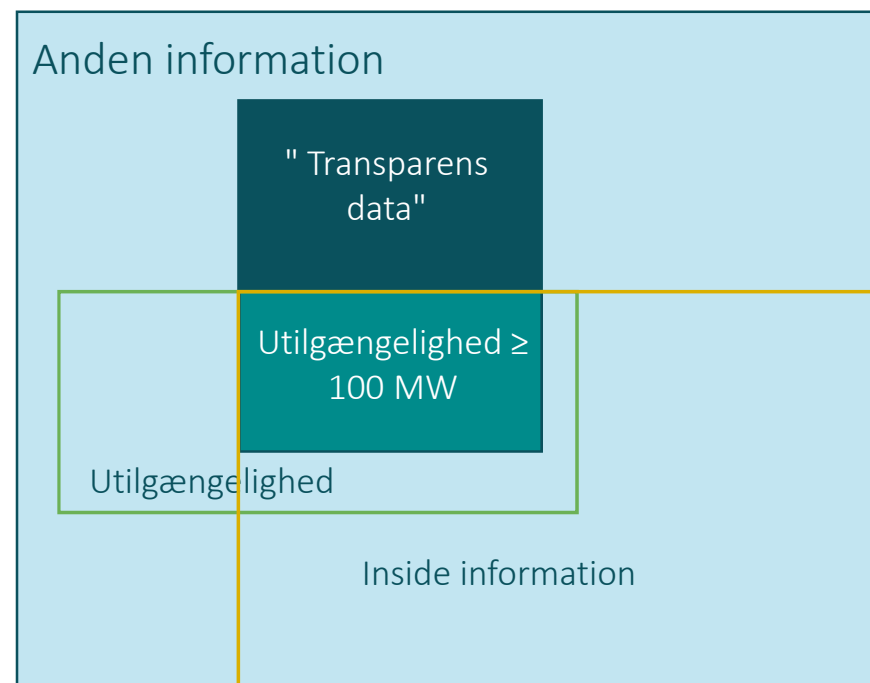 Anden information
" Transparens
data"
Utilgængelighed ≥
100 MW
Utilgængelighed
Inside information